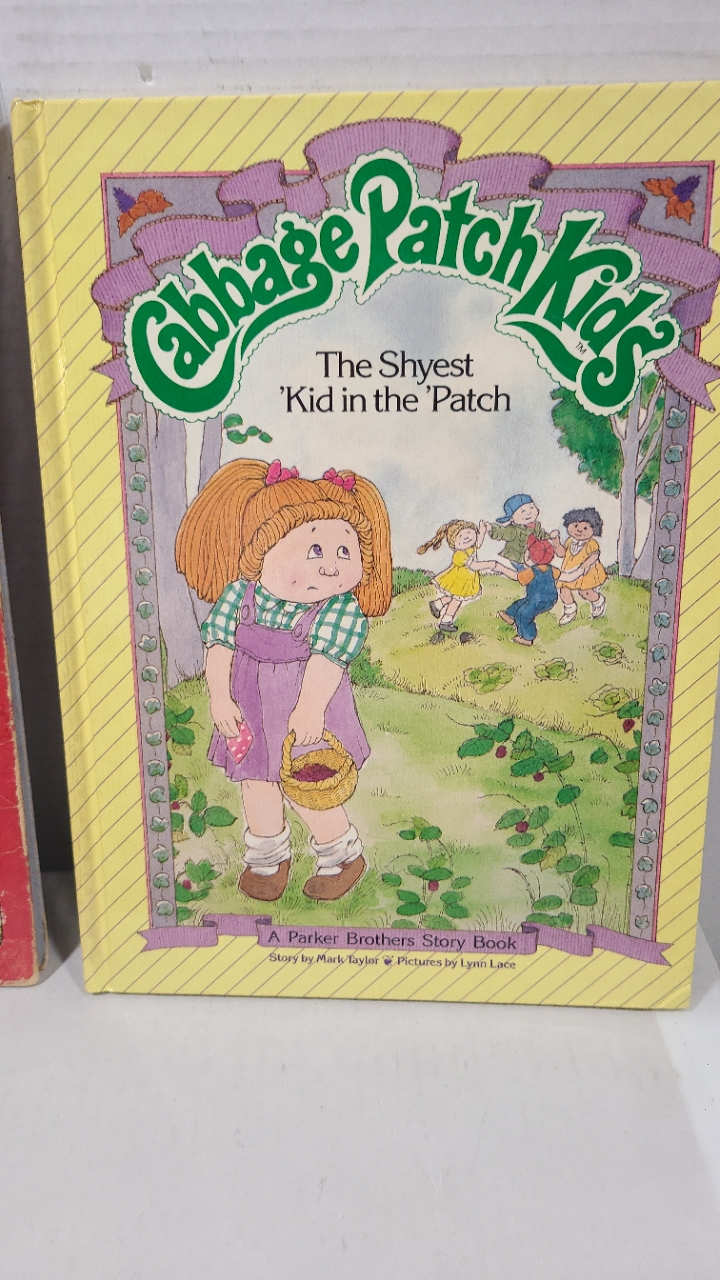 Cabbage Patch Kids
TM
The Shyest
'Kid in the 'Patch
A Parker Brothers Story Book
Story by Mark Taylor Pictures by Lynn Lace